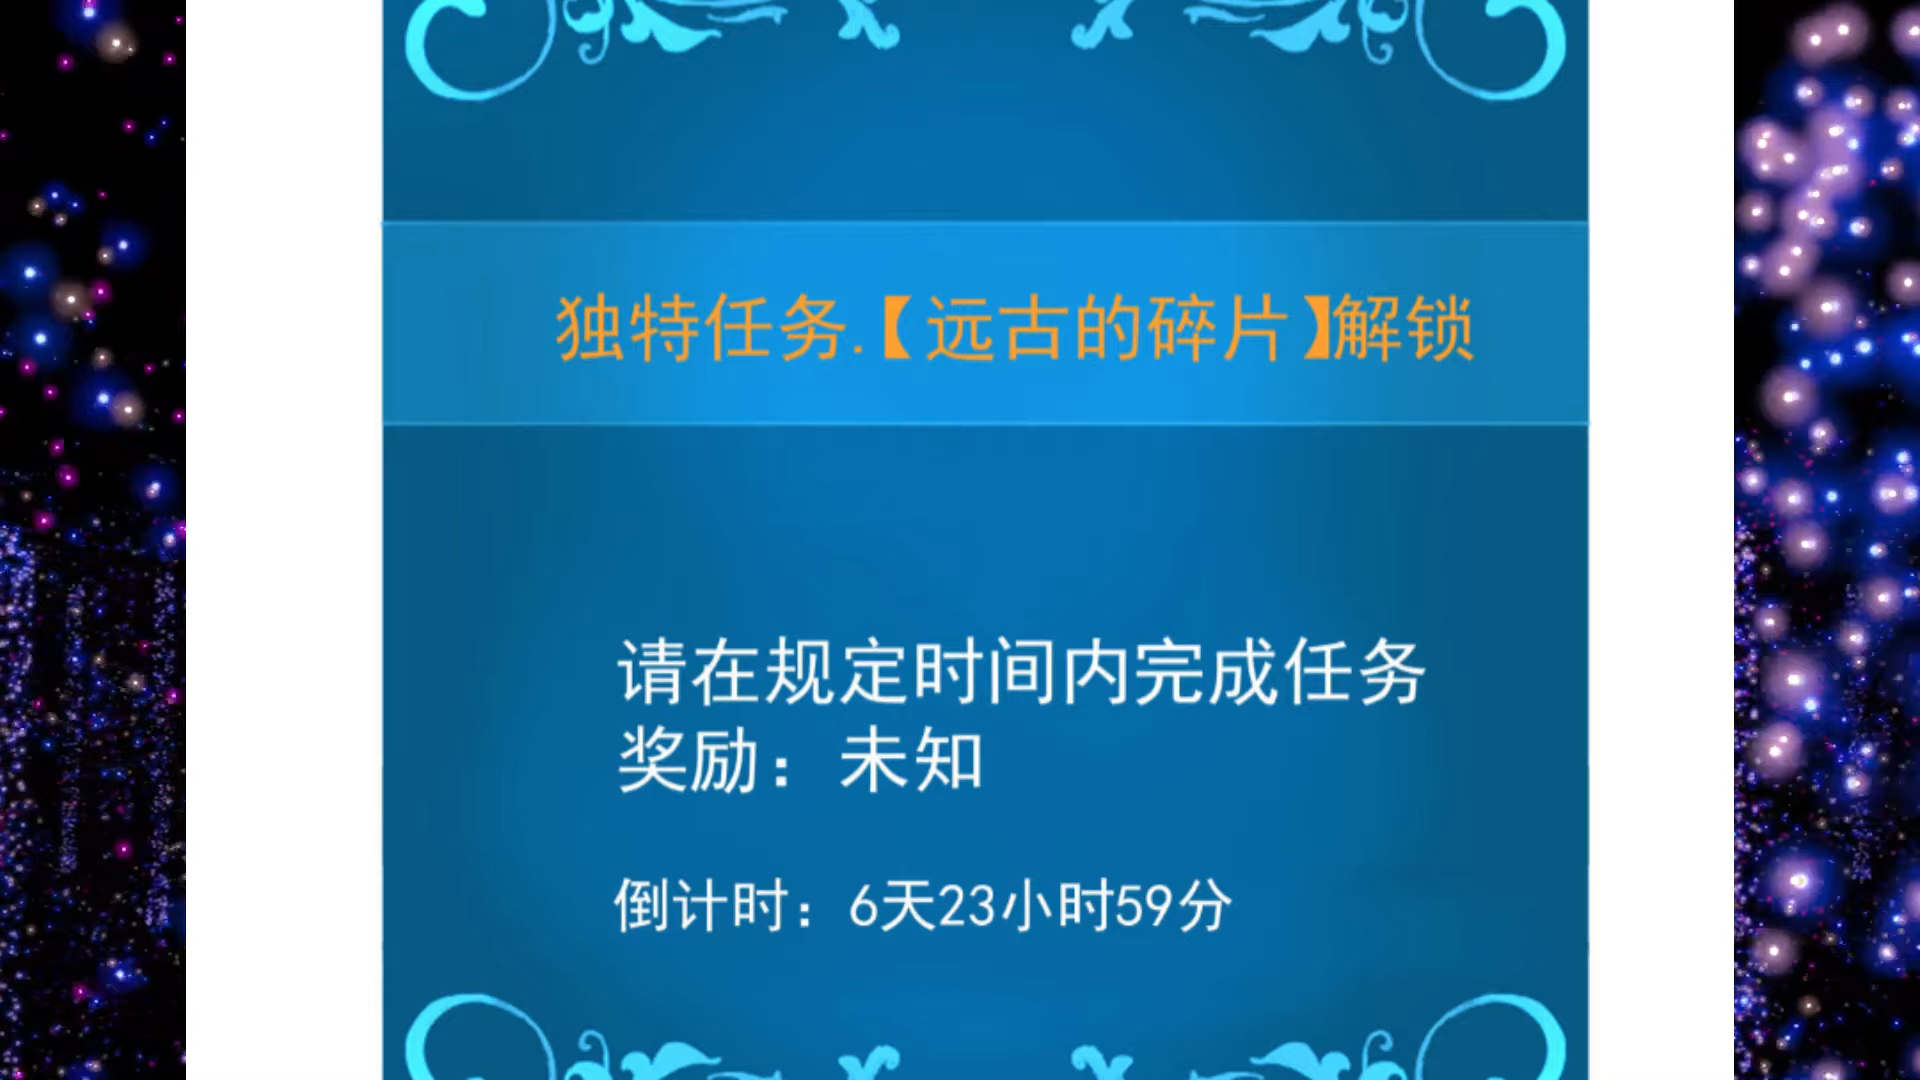 独特任务.【远古的碎片】解锁
请在规定时间内完成任务
奖励：未知
倒计时：6天23小时59分